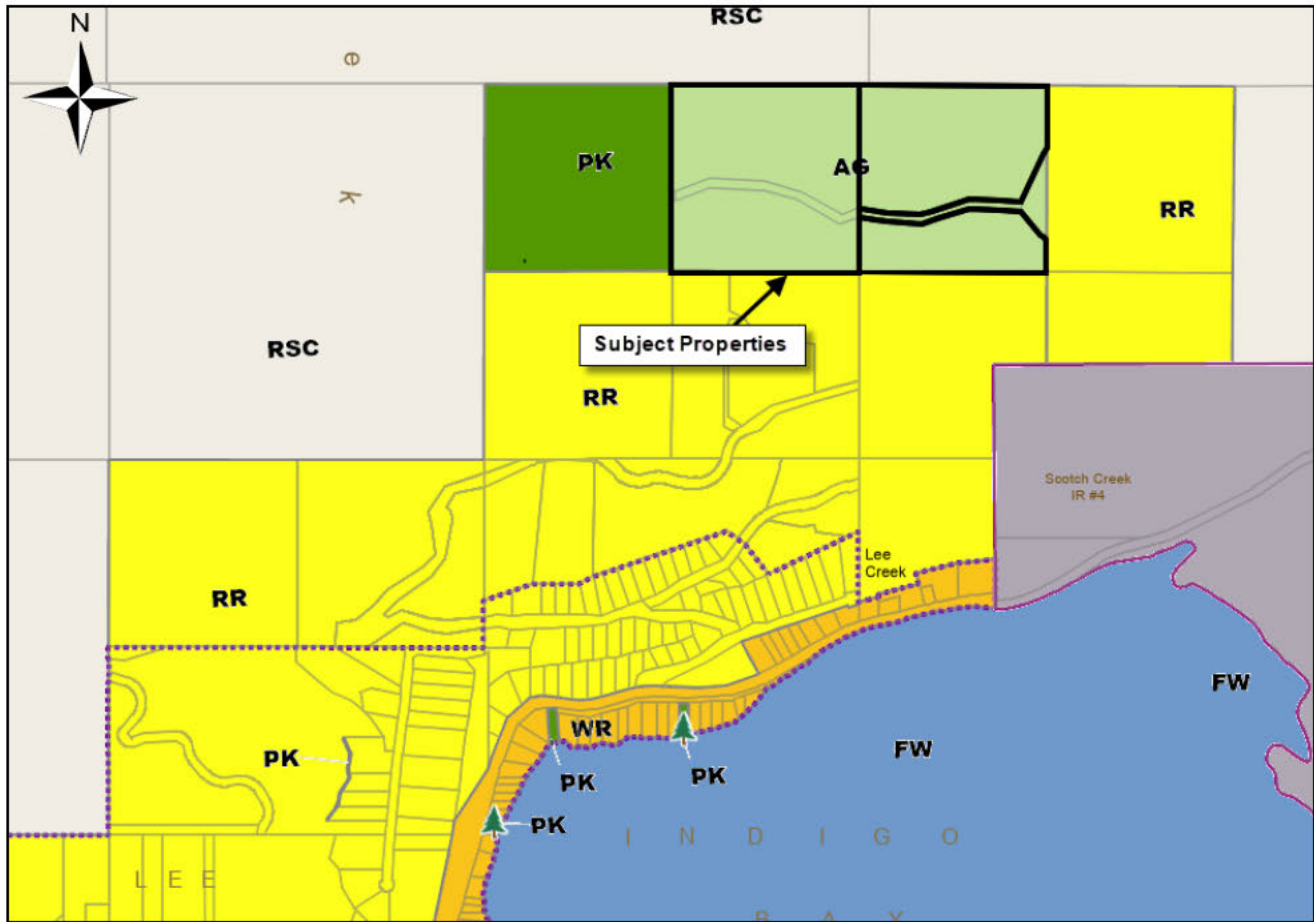 RSC
N
e
PK
AG
k
RR
Subject Properties
RSC
RR
Scotch Creek
IR #4
Lee
Creek
RR
FW
WR
FW
PK
PK
PK
PK
I N D I G O
L E E
B A Y